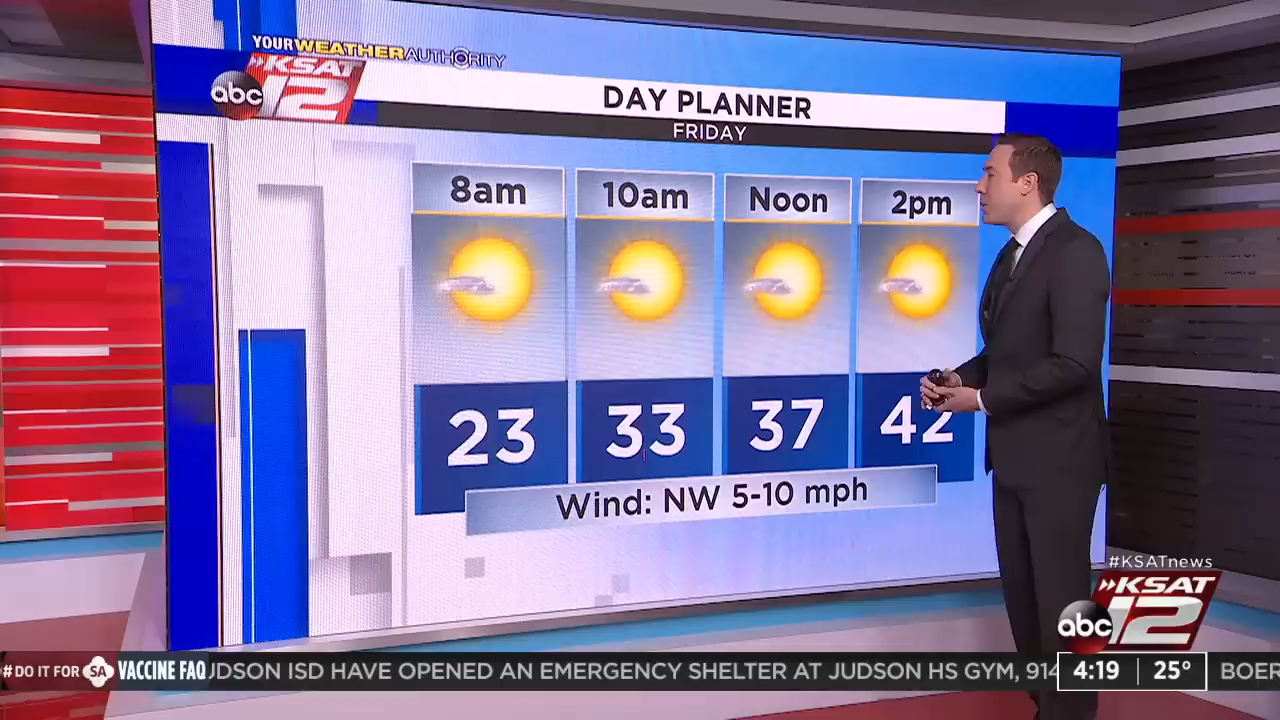 YOUR WEATHER AUTHORITY
KSAT
abc 12
DAY PLANNER
FRIDAY
8am 10am Noon 2pm
23 33 37 42
Wind: NW 5-10 mph
#KSATnews
KSAT
abc 12
#DO IT FOR SA VACCINE FAQ JDSON ISD HAVE OPENED AN EMERGENCY SHELTER AT JUDSON HS GYM, 914 4:19 25° BOER